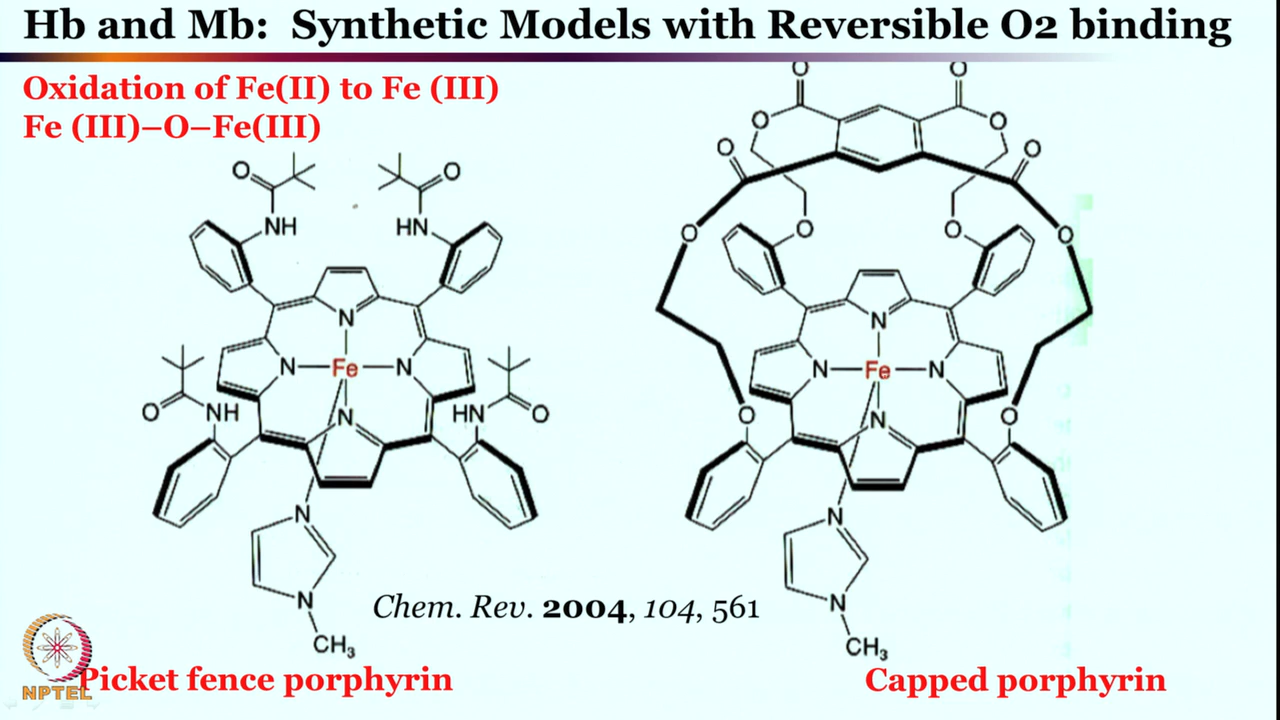 Hb and Mb: Synthetic Models with Reversible O2 binding
Oxidation of Fe(II) to Fe (III)
Fe (III)–O–Fe(III)
O
NH
HN
O
O
NH
HN
O
N
N
Fe
N
N
N
N
CH₃
O
O
O
O
O
O
O
O
O
O
O
O
N
N
Fe
N
N
N
N
CH₃
Chem. Rev. 2004, 104, 561
NPTEL
Picket fence porphyrin
Capped porphyrin